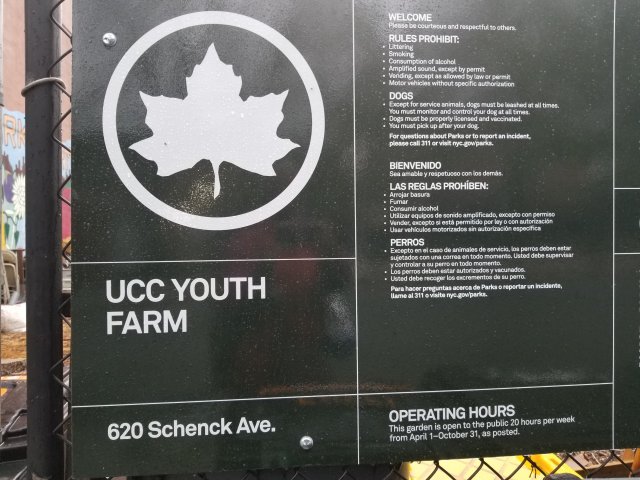 WELCOME
Please be courteous and respectful to others.
RULES PROHIBIT:
• Littering
• Smoking
• Consumption of alcohol
• Amplified sound, except by permit
• Vending, except as allowed by law or permit
• Motor vehicles without specific authorization
DOGS
• Except for service animals, dogs must be leashed at all times.
You must monitor and control your dog at all times.
• Dogs must be properly licensed and vaccinated.
• You must pick up after your dog.
For questions about Parks or to report an incident,
please call 311 or visit nyc.gov/parks.
BIENVENIDO
Sea amable y respetuoso con los demás.
LAS REGLAS PROHÍBEN:
• Arrojar basura
• Fumar
• Consumir alcohol
• Utilizar equipos de sonido amplificado, excepto con permiso
• Vender, excepto si está permitido por ley o con autorización
• Usar vehículos motorizados sin autorización específica
PERROS
• Excepto en el caso de animales de servicio, los perros deben estar
sujetados con una correa en todo momento. Usted debe supervisar
y controlar a su perro en todo momento.
• Los perros deben estar autorizados y vacunados.
• Usted debe recoger los excrementos de su perro.
Para hacer preguntas acerca de Parks o reportar un incidente,
llame al 311 o visite nyc.gov/parks.
UCC YOUTH
FARM
620 Schenck Ave.
OPERATING HOURS
This garden is open to the public 20 hours per week
from April 1–October 31, as posted.